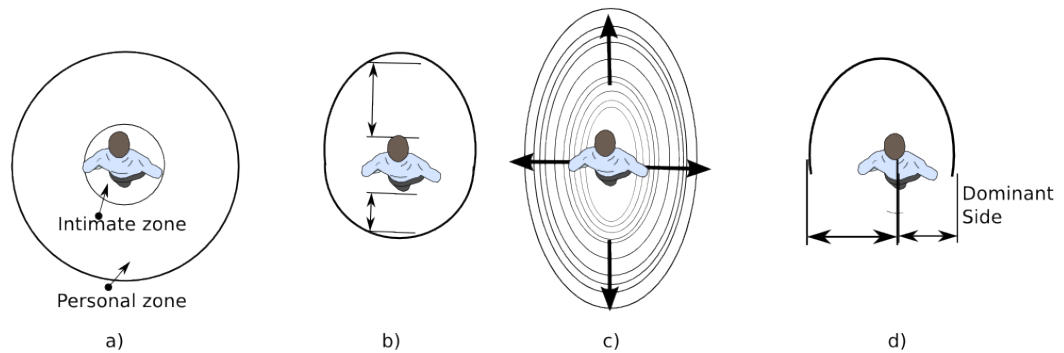 Intimate zone
Personal zone
Dominant
Side
a)
b)
c)
d)